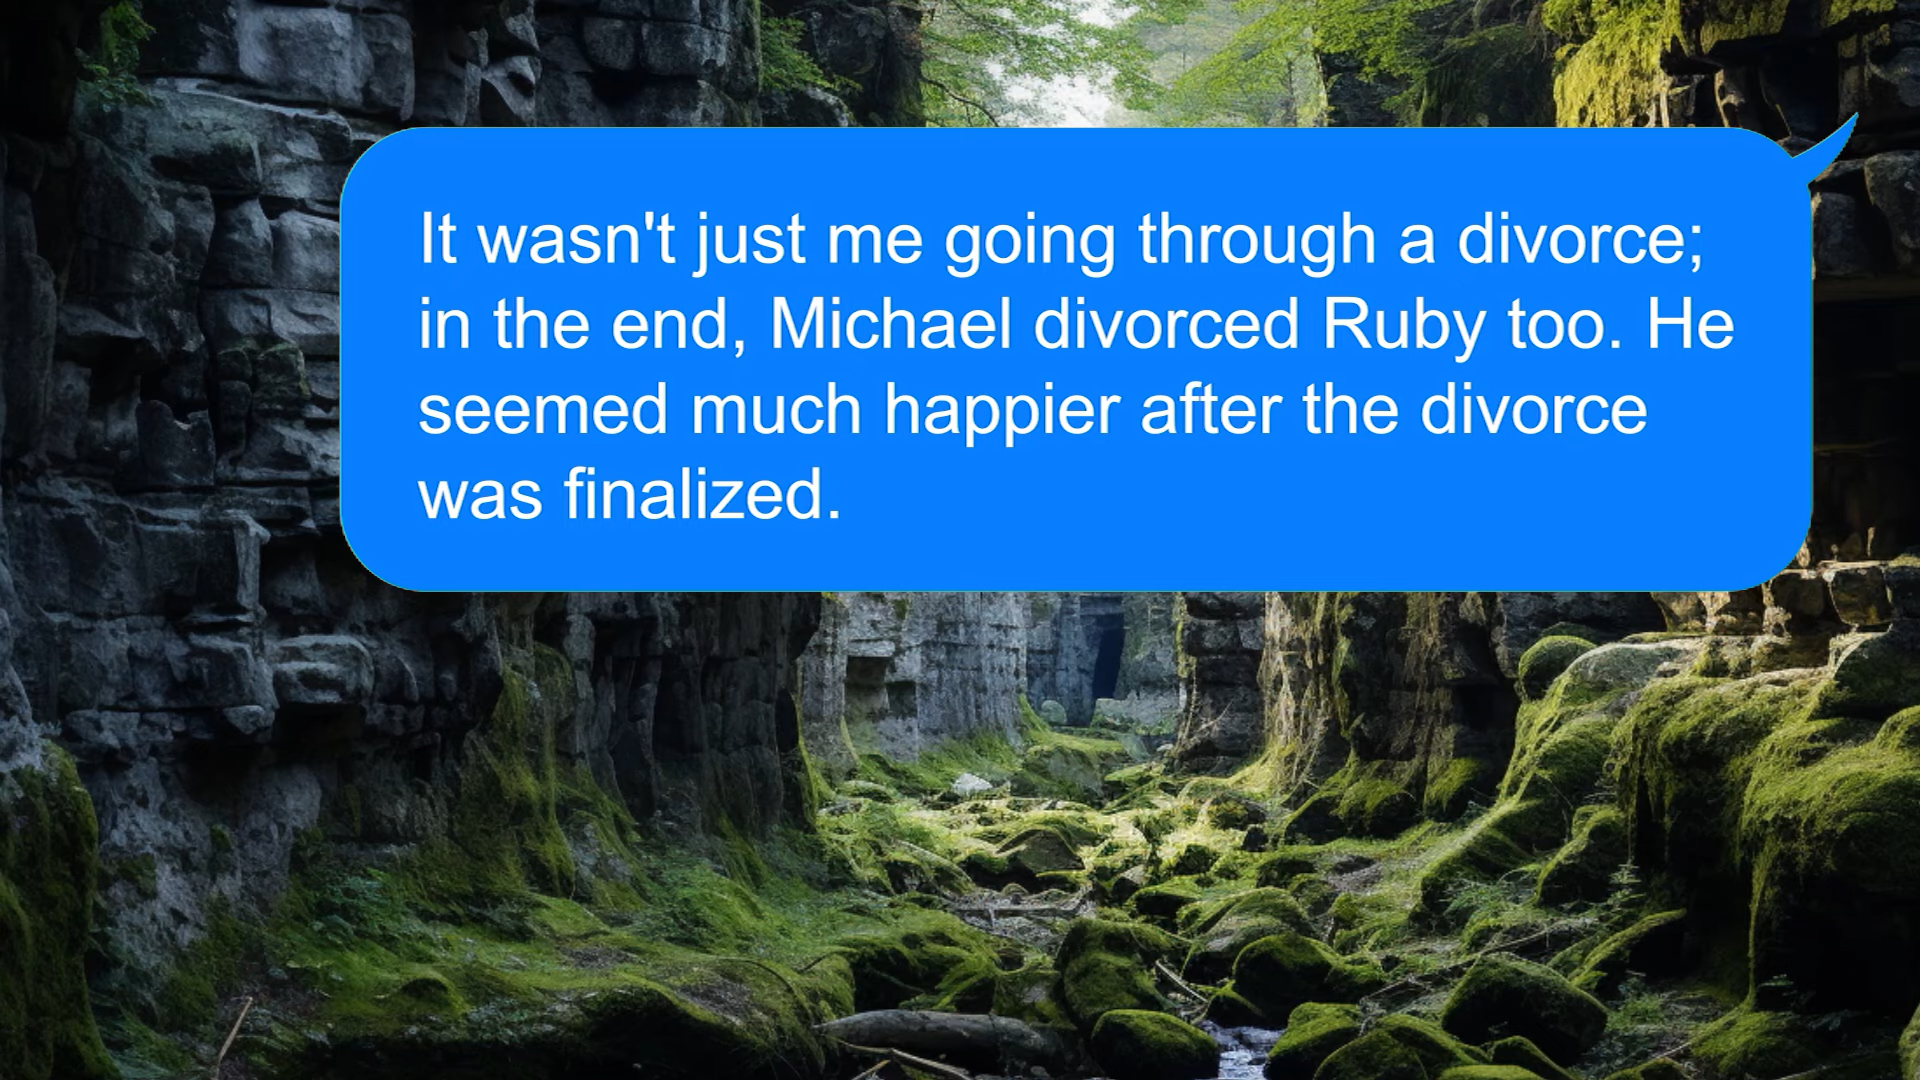 It wasn't just me going through a divorce;
in the end, Michael divorced Ruby too. He
seemed much happier after the divorce
was finalized.